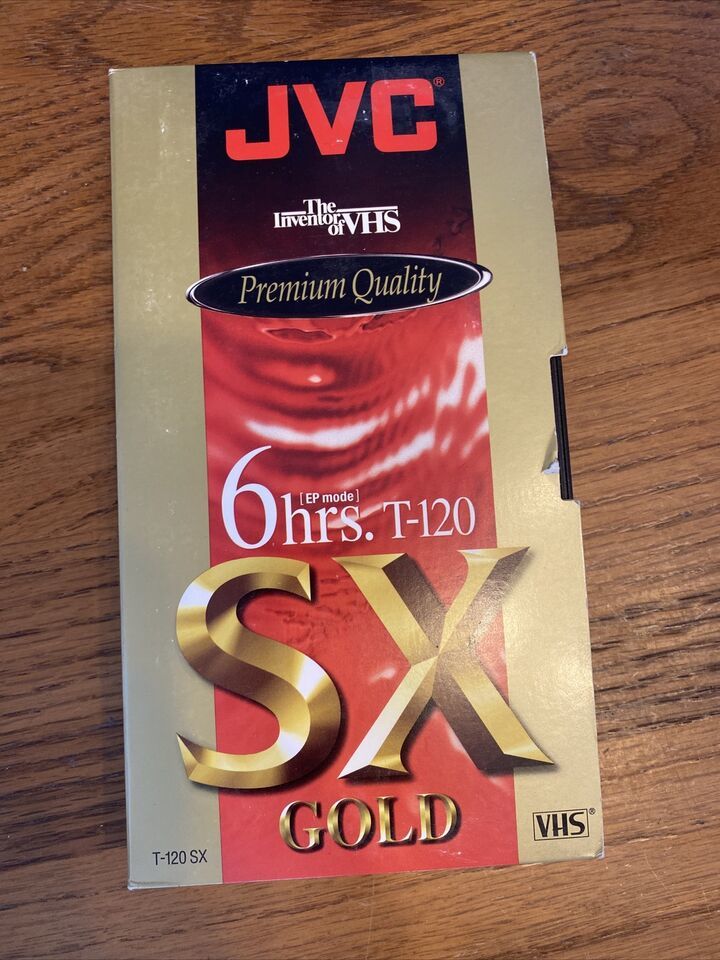 JVC®
The
Inventor
of VHS
Premium Quality
6hrs. [EP mode] T-120
SX
GOLD
T-120 SX
VHS®